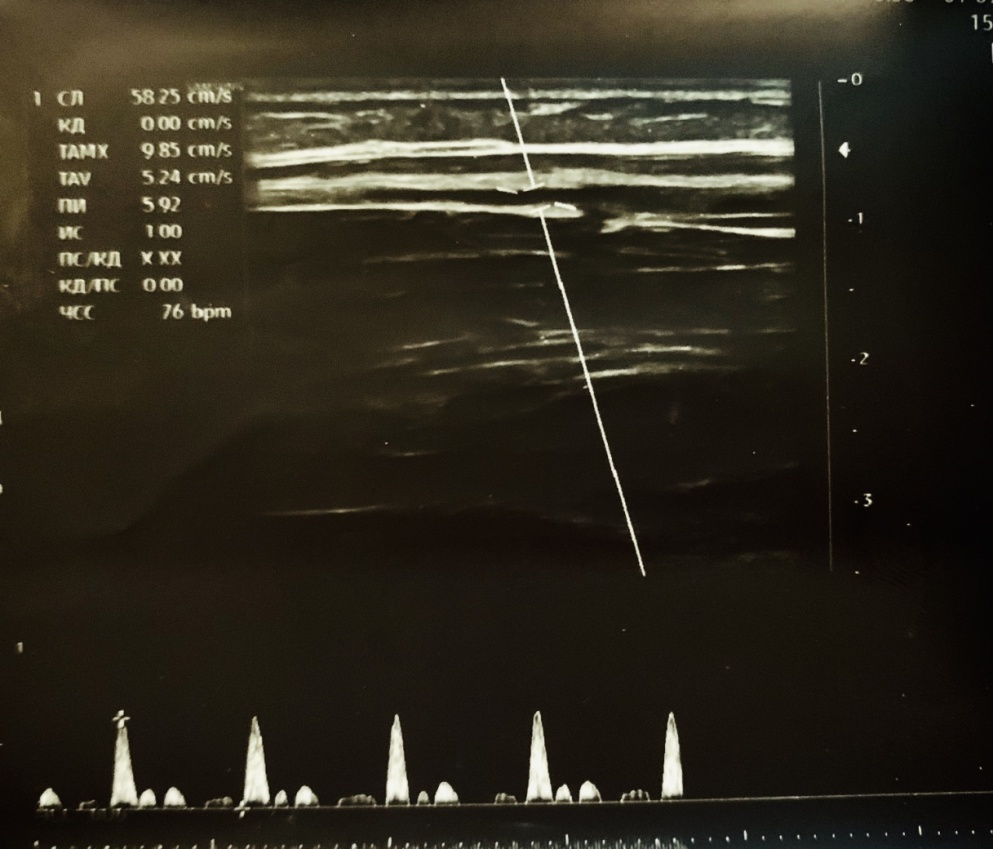 15
1 СЛ 58.25 cm/s
КД 0.00 cm/s
TAMX 9.85 cm/s
TAV 5.24 cm/s
ПИ 5.92
ИС 1.00
ПС/КД X.XX
КД/ПС 0.00
ЧСС 76 bpm
-0
-1
-2
-3
1